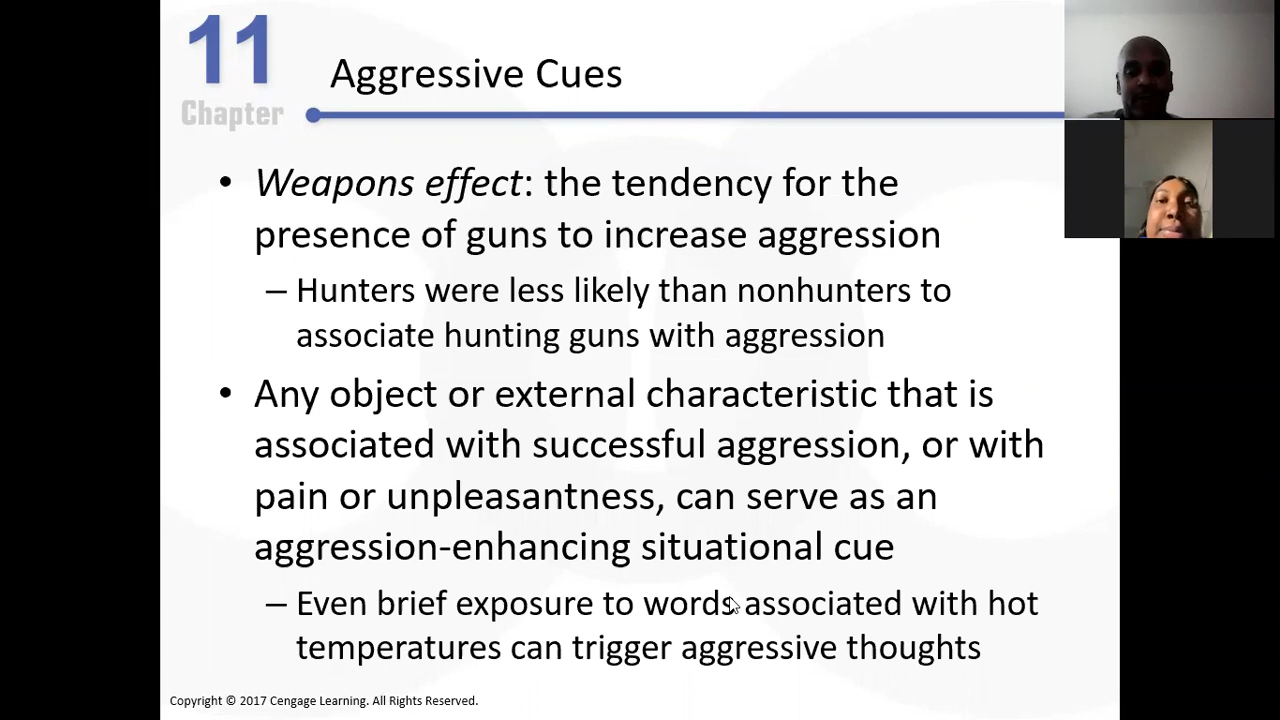 11
Chapter
Aggressive Cues
• Weapons effect: the tendency for the
presence of guns to increase aggression
– Hunters were less likely than nonhunters to
associate hunting guns with aggression
• Any object or external characteristic that is
associated with successful aggression, or with
pain or unpleasantness, can serve as an
aggression-enhancing situational cue
– Even brief exposure to words associated with hot
temperatures can trigger aggressive thoughts
Copyright © 2017 Cengage Learning. All Rights Reserved.